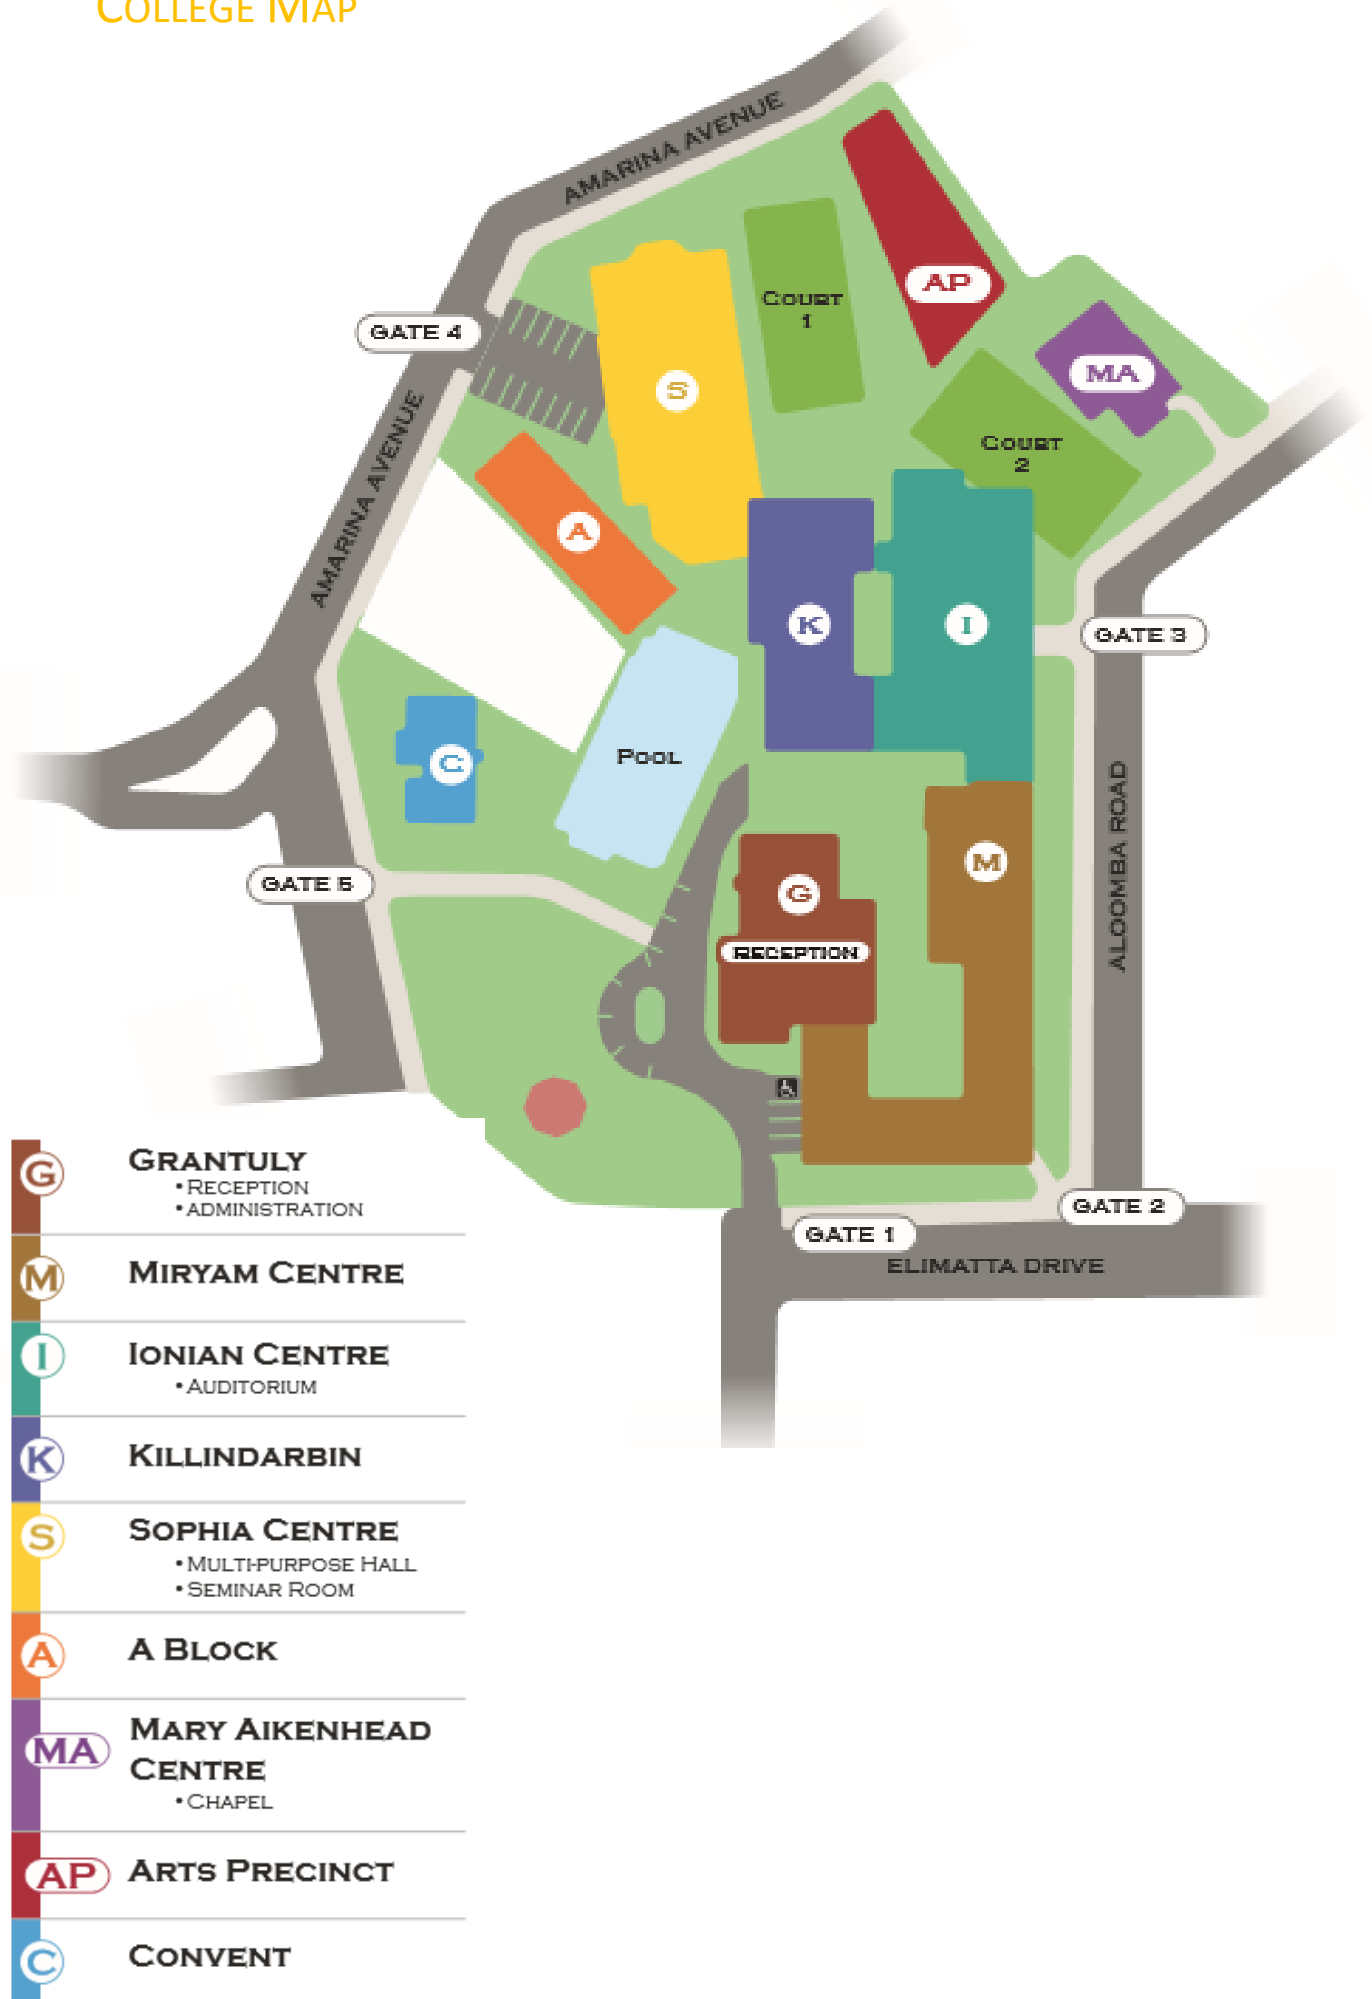 COLLEGE MAP
AMARINA AVENUE
AP
COURT
1
GATE 4
MA
S
COURT
2
AMARINA AVENUE
A
K
I
GATE 3
POOL
C
ALOOMBA ROAD
M
GATE 5
G
RECEPTION
GATE 2
GATE 1
ELIMATTA DRIVE
G GRANTULY
• RECEPTION
• ADMINISTRATION
M MIRYAM CENTRE
I IONIAN CENTRE
• AUDITORIUM
K KILLINDARBIN
S SOPHIA CENTRE
• MULTI-PURPOSE HALL
• SEMINAR ROOM
A A BLOCK
MA MARY AIKENHEAD
CENTRE
• CHAPEL
AP ARTS PRECINCT
C CONVENT